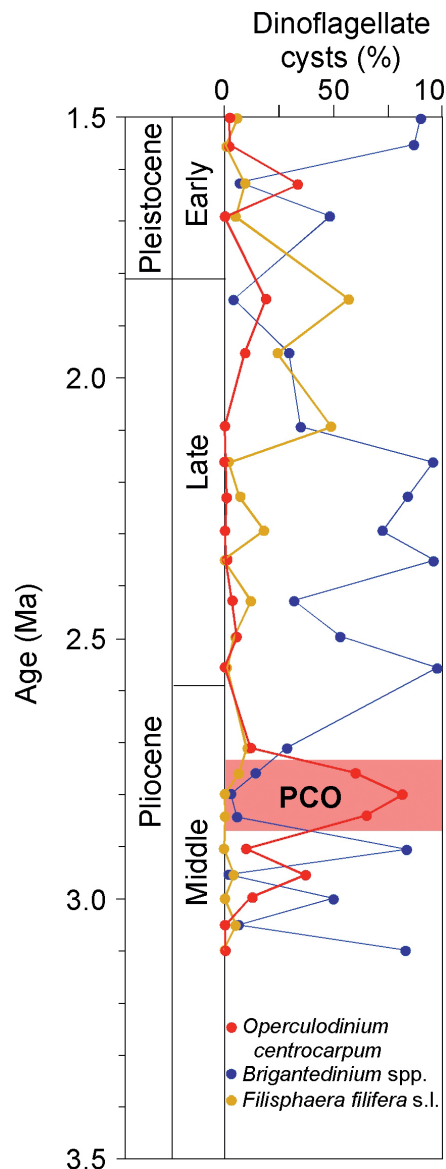 Dinoflagellate
cysts (%)
0 50 10
1.5
2.0
2.5
3.0
3.5
Age (Ma)
Pleistocene
Pliocene
Early
Late
Middle
PCO
Operculodinium
centrocarpum
Brigantedinium spp.
Filisphaera filifera s.l.